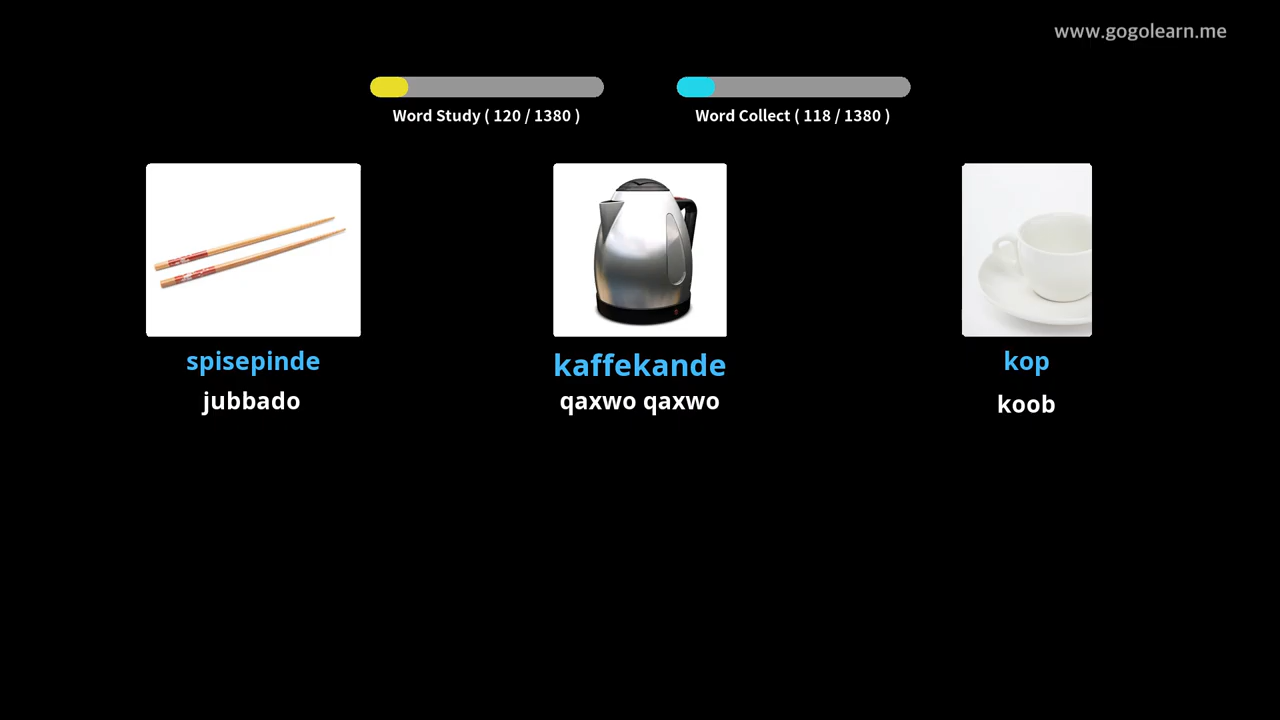 www.gogolearn.me
Word Study ( 120 / 1380 )
Word Collect ( 118 / 1380 )
spisepinde
jubbado
kaffekande
qaxwo qaxwo
kop
koob